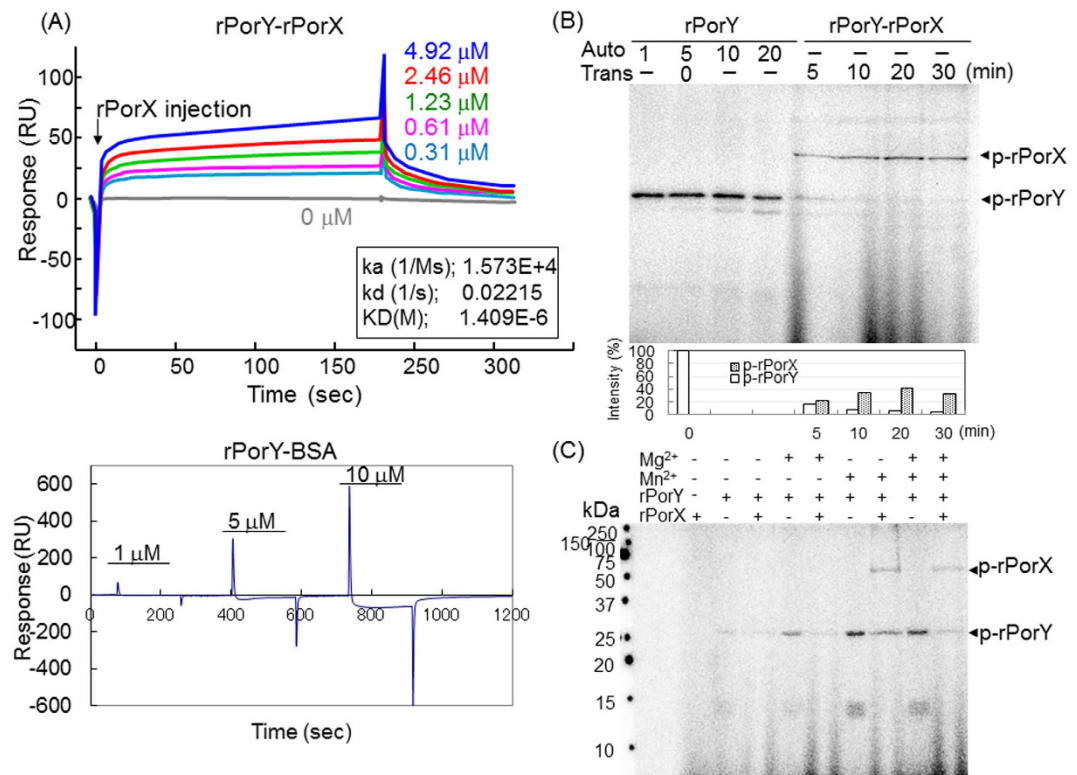 (A)
rPorY-rPorX
4.92 μM
2.46 μM
1.23 μM
0.61 μM
0.31 μM
0 μM
rPorX injection
Response (RU)
100
50
0
-50
-100
ka (1/Ms); 1.573E+4
kd (1/s); 0.02215
KD(M); 1.409E-6
0 50 100 150 200 250 300
Time (sec)
rPorY-BSA
Response (RU)
600
400
200
0
-200
-400
-600
1 μM
5 μM
10 μM
0 200 400 600 800 1000 1200
Time (sec)
(B)
rPorY rPorY-rPorX
Auto 1 5 10 20 – – – –
Trans – 0 – – 5 10 20 30 (min)
p-rPorX
p-rPorY
Intensity (%)
100
80
60
40
20
p-rPorX
p-rPorY
0 5 10 20 30 (min)
(C)
Mg2+ - - - + + - - + +
Mn2+ - - - - - + + + +
rPorY - + + + + + + + +
rPorX + - + - + - + - +
kDa
250
150
100
75
50
37
25
20
15
10
p-rPorX
p-rPorY